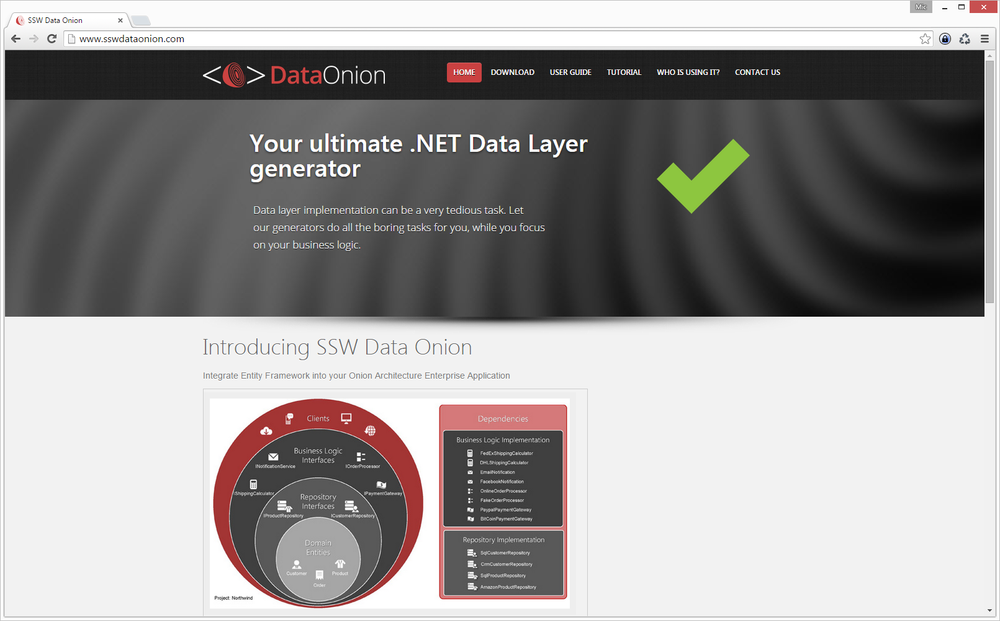 Mic
SSW Data Onion
www.sswdataonion.com
<O> DataOnion
HOME
DOWNLOAD
USER GUIDE
TUTORIAL
WHO IS USING IT?
CONTACT US
Your ultimate .NET Data Layer
generator
Data layer implementation can be a very tedious task. Let
our generators do all the boring tasks for you, while you focus
on your business logic.
Introducing SSW Data Onion
Integrate Entity Framework into your Onion Architecture Enterprise Application
Clients
Business Logic
Interfaces
INotificationService
IOrderProcessor
IShippingCalculator
IPaymentGateway
Repository
Interfaces
IProductRepository
ICustomerRepository
Domain
Entities
Customer
Product
Order
Project: Northwind
Dependencies
Business Logic Implementation
FedExShippingCalculator
DHLShippingCalculator
EmailNotification
FacebookNotification
OnlineOrderProcessor
FakeOrderProcessor
PaypalPaymentGateway
BitCoinPaymentGateway
Repository Implementation
SqlCustomerRepository
CrmCustomerRepository
SqlProductRepository
AmazonProductRepository